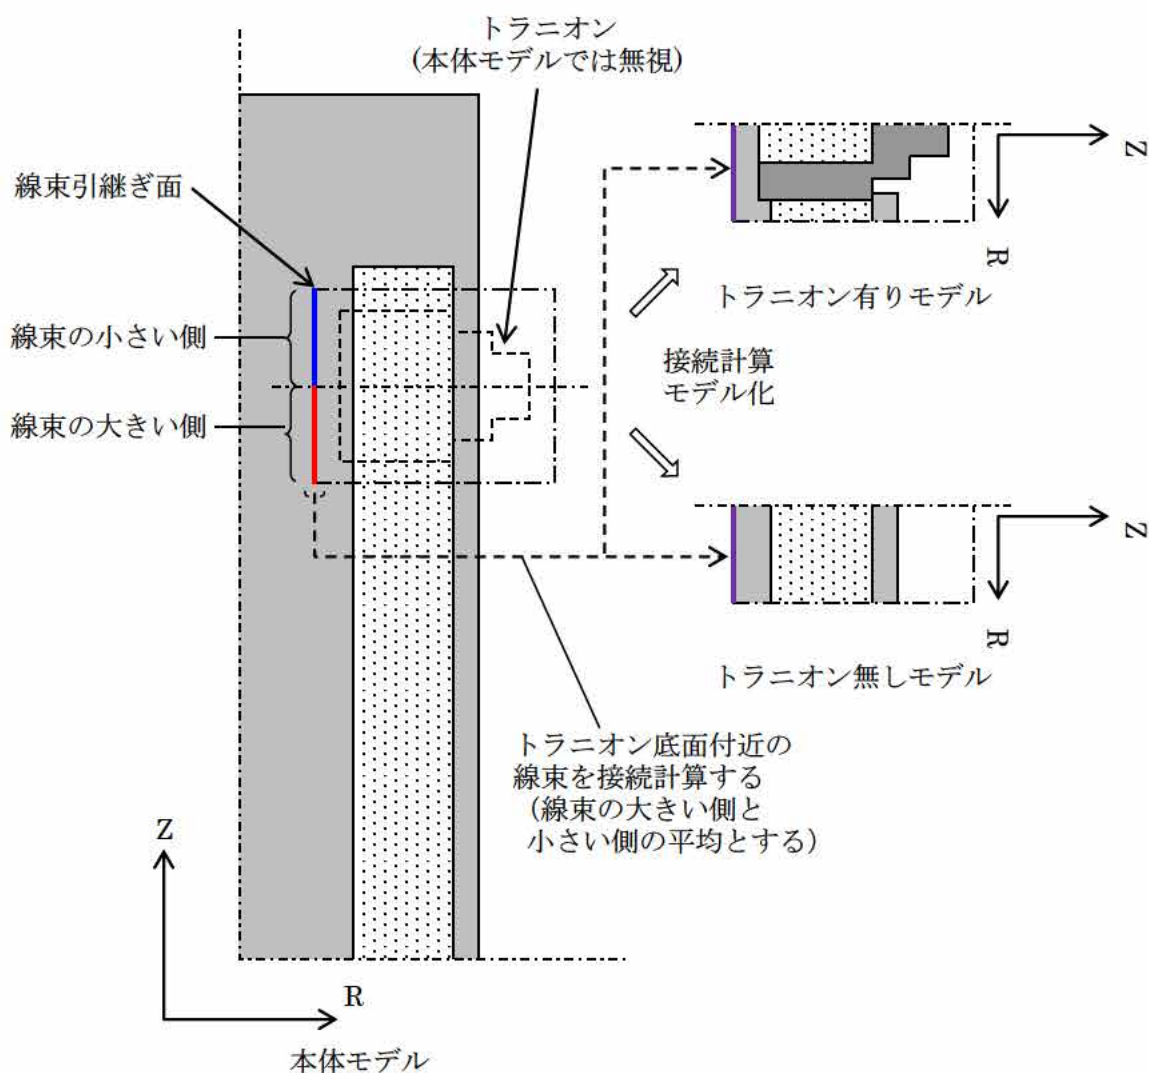 トラニオン
(本体モデルでは無視)
線束引継ぎ面
線束の小さい側
線束の大きい側
Z
R
トラニオン有りモデル
接続計算
モデル化
Z
R
トラニオン無しモデル
トラニオン底面付近の
線束を接続計算する
(線束の大きい側と
小さい側の平均とする)
Z
R
本体モデル